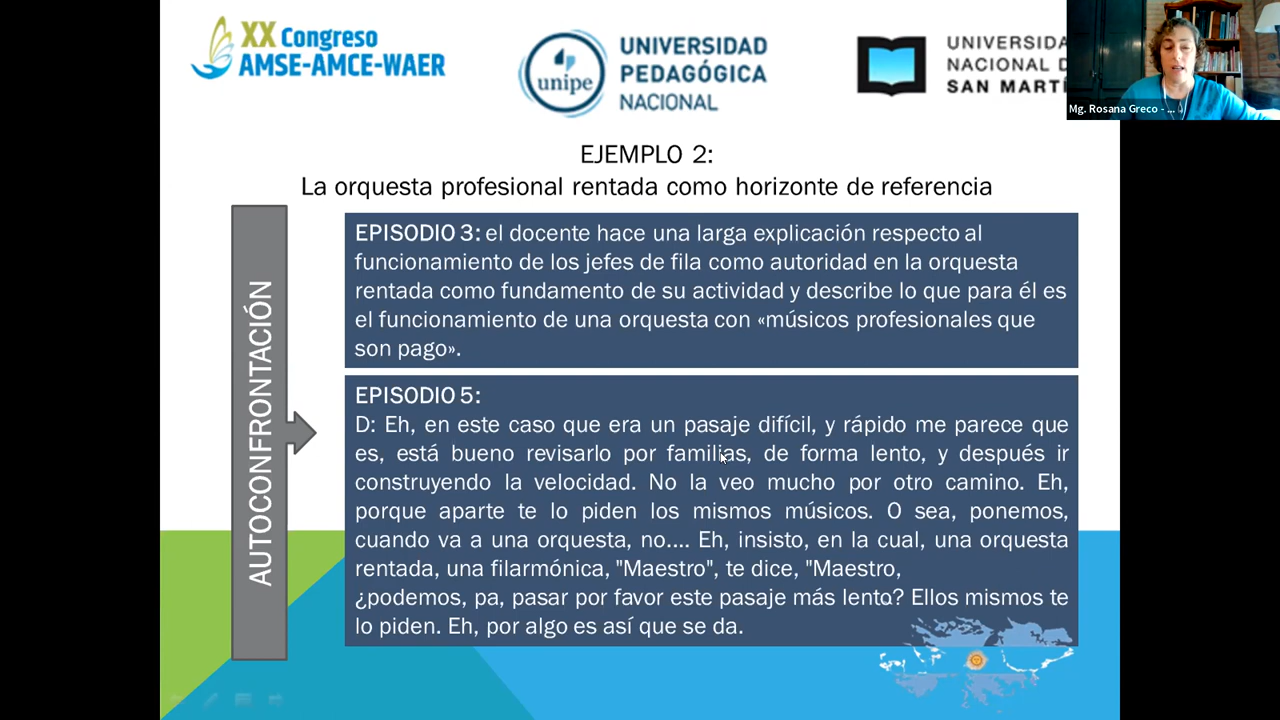 XX Congreso
AMSE-AMCE-WAER
unipe
UNIVERSIDAD
PEDAGÓGICA
NACIONAL
UNIVERSIDA
NACIONAL D
SAN MARTÍ
Mg. Rosana Greco - ...
EJEMPLO 2:
La orquesta profesional rentada como horizonte de referencia
AUTOCONFRONTACIÓN
EPISODIO 3: el docente hace una larga explicación respecto al
funcionamiento de los jefes de fila como autoridad en la orquesta
rentada como fundamento de su actividad y describe lo que para él es
el funcionamiento de una orquesta con «músicos profesionales que
son pago».
EPISODIO 5:
D: Eh, en este caso que era un pasaje difícil, y rápido me parece que
es, está bueno revisarlo por familias, de forma lento, y después ir
construyendo la velocidad. No la veo mucho por otro camino. Eh,
porque aparte te lo piden los mismos músicos. O sea, ponemos,
cuando va a una orquesta, no.... Eh, insisto, en la cual, una orquesta
rentada, una filarmónica, "Maestro", te dice, "Maestro,
¿podemos, pa, pasar por favor este pasaje más lento? Ellos mismos te
lo piden. Eh, por algo es así que se da.